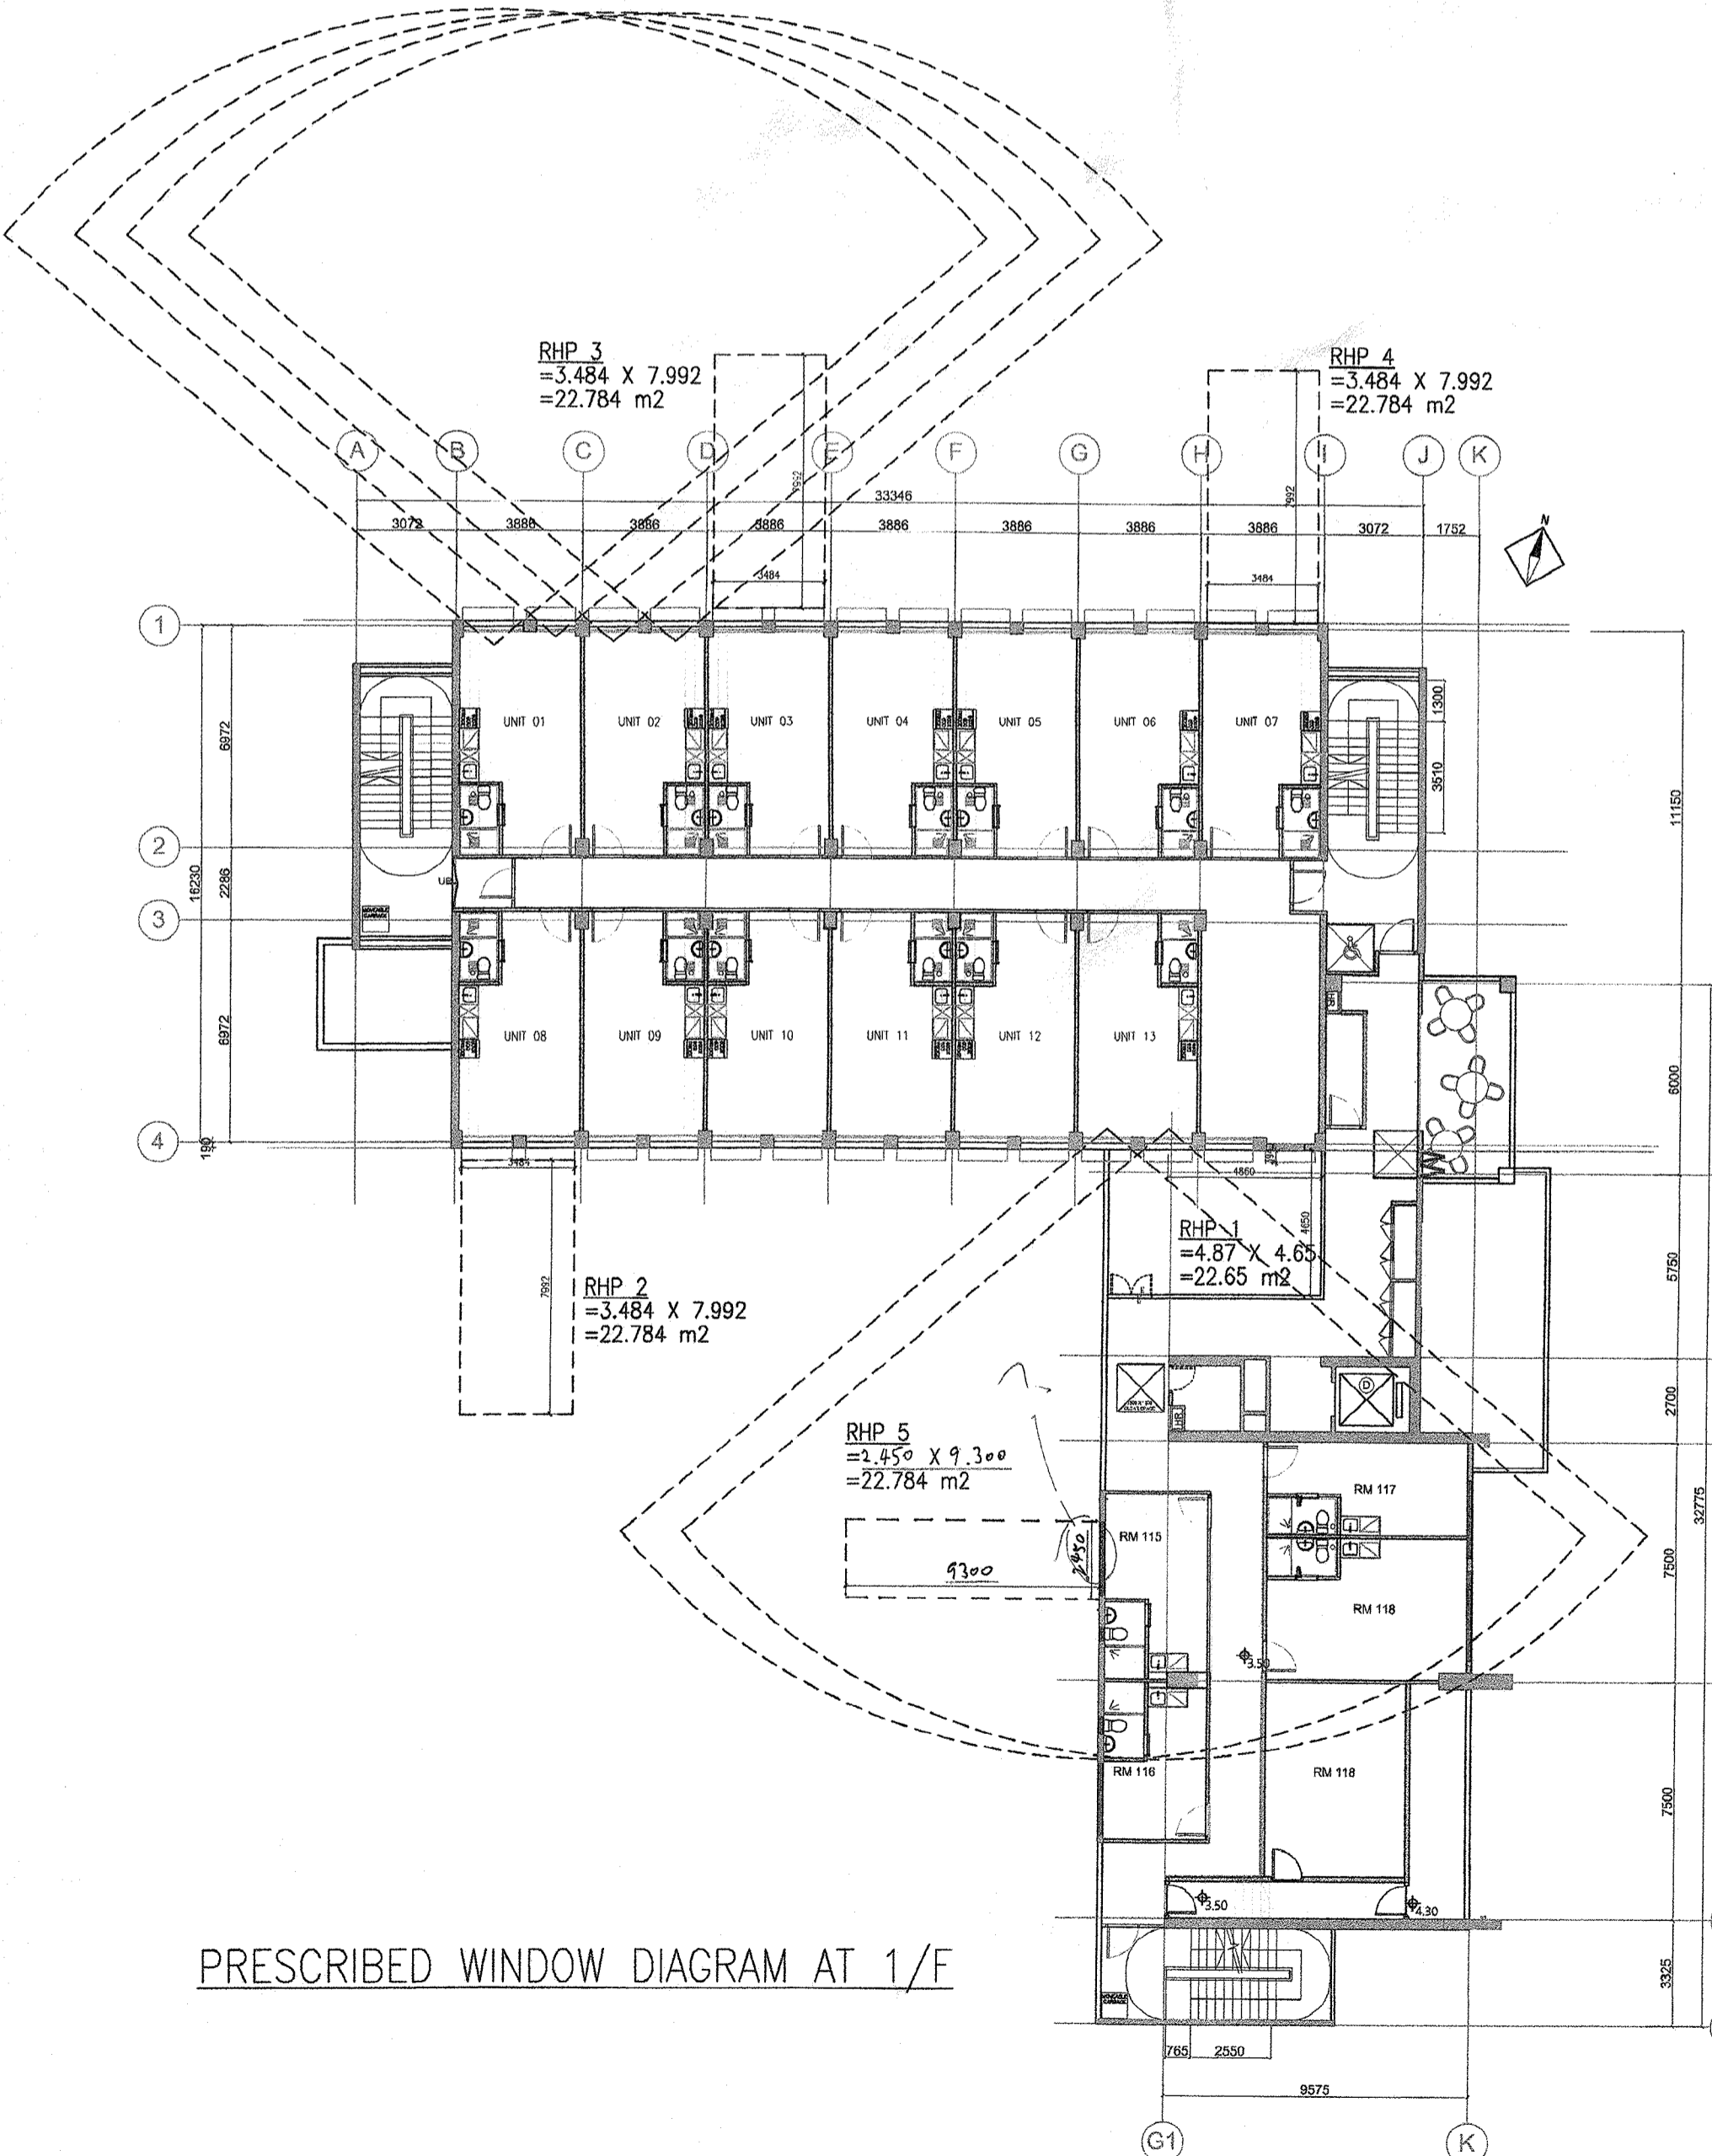 RHP 3
=3.484 X 7.992
=22.784 m2
RHP 4
=3.484 X 7.992
=22.784 m2
A
B
C
D
E
F
G
H
I
J
K
7992
7992
33346
3072
3886
3886
3886
3886
3886
3886
3886
3072
1752
N
3484
3484
1
6972
UNIT 01
UNIT 02
UNIT 03
UNIT 04
UNIT 05
UNIT 06
UNIT 07
1300
3510
11150
2
16230
2286
3
6972
UNIT 08
UNIT 09
UNIT 10
UNIT 11
UNIT 12
UNIT 13
6000
4
190
3484
4860
RHP 1
=4.87 X 4.65
=22.65 m2
4650
5750
7992
RHP 2
=3.484 X 7.992
=22.784 m2
D
2700
HR
RHP 5
=2.450 X 9.300
=22.784 m2
RM 117
32775
RM 115
2450
9300
7500
RM 118
3.50
RM 116
RM 118
7500
3.50
4.30
PRESCRIBED WINDOW DIAGRAM AT 1/F
3325
765
2550
9575
G1
K